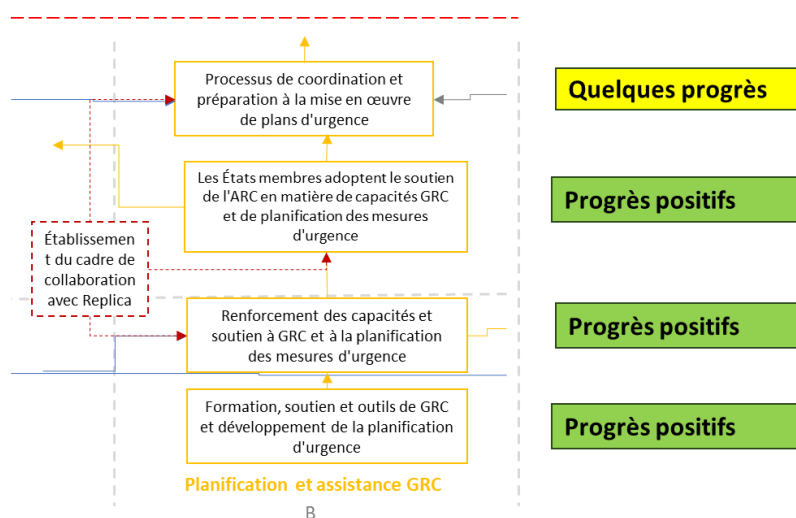 Processus de coordination et
préparation à la mise en œuvre
de plans d'urgence
Quelques progrès
Les États membres adoptent le soutien
de l'ARC en matière de capacités GRC
et de planification des mesures
d'urgence
Progrès positifs
Établissemen
t du cadre de
collaboration
avec Replica
Renforcement des capacités et
soutien à GRC et à la planification
des mesures d'urgence
Progrès positifs
Formation, soutien et outils de GRC
et développement de la planification
d'urgence
Progrès positifs
Planification et assistance GRC
B